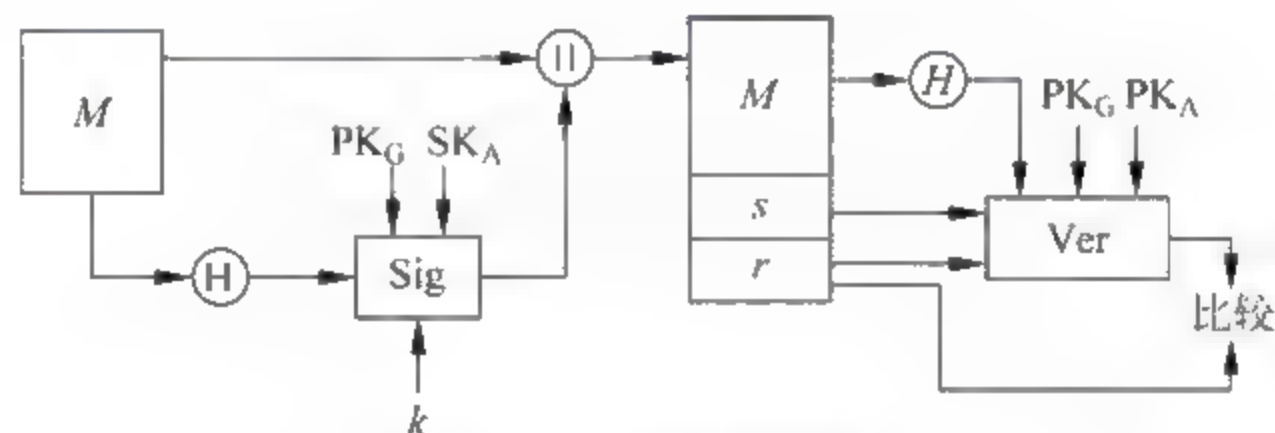 M
||
M
H
PK_G PK_A
PK_G SK_A
s
Ver
H
Sig
r
比较
k